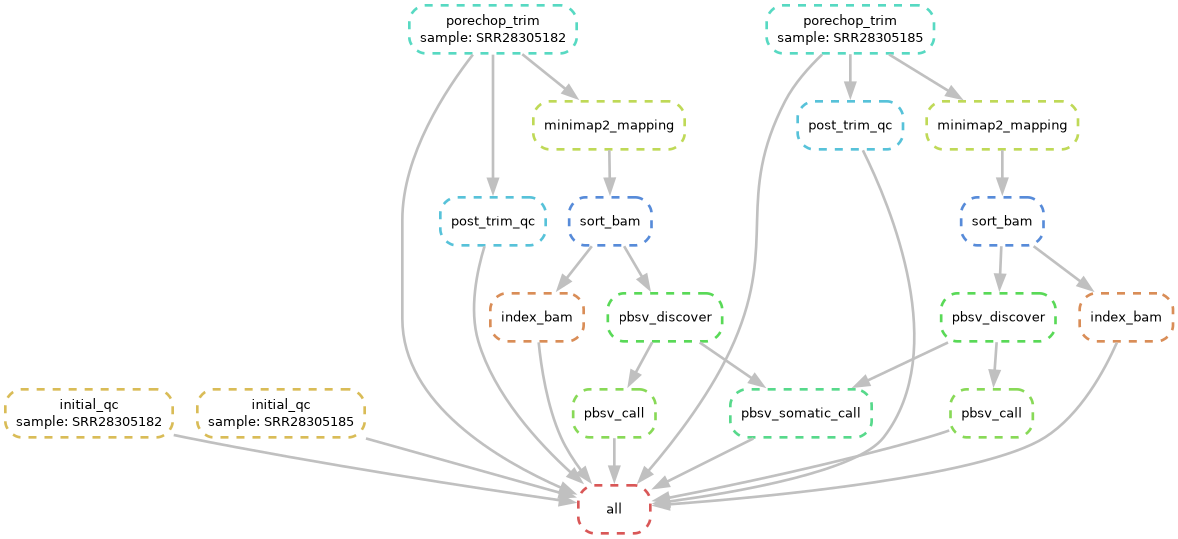 porechop_trim
sample: SRR28305182
porechop_trim
sample: SRR28305185
minimap2_mapping
post_trim_qc
minimap2_mapping
post_trim_qc
sort_bam
sort_bam
index_bam
pbsv_discover
pbsv_discover
index_bam
initial_qc
sample: SRR28305182
initial_qc
sample: SRR28305185
pbsv_call
pbsv_somatic_call
pbsv_call
all